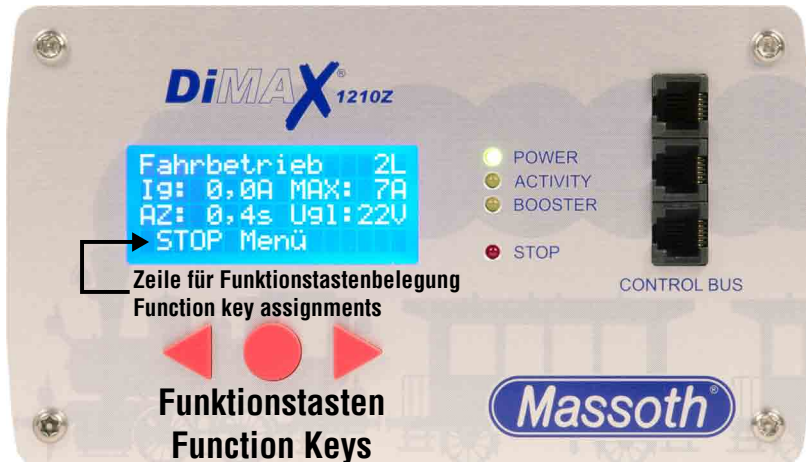 DiMAX® 1210Z
Fahrbetrieb 2L
Ig: 0,0A MAX: 7A
AZ: 0,4s Ugl:22V
STOP Menü
Zeile für Funktionstastenbelegung
Function key assignments
Funktionstasten
Function Keys
POWER
ACTIVITY
BOOSTER
STOP
CONTROL BUS
Massoth®